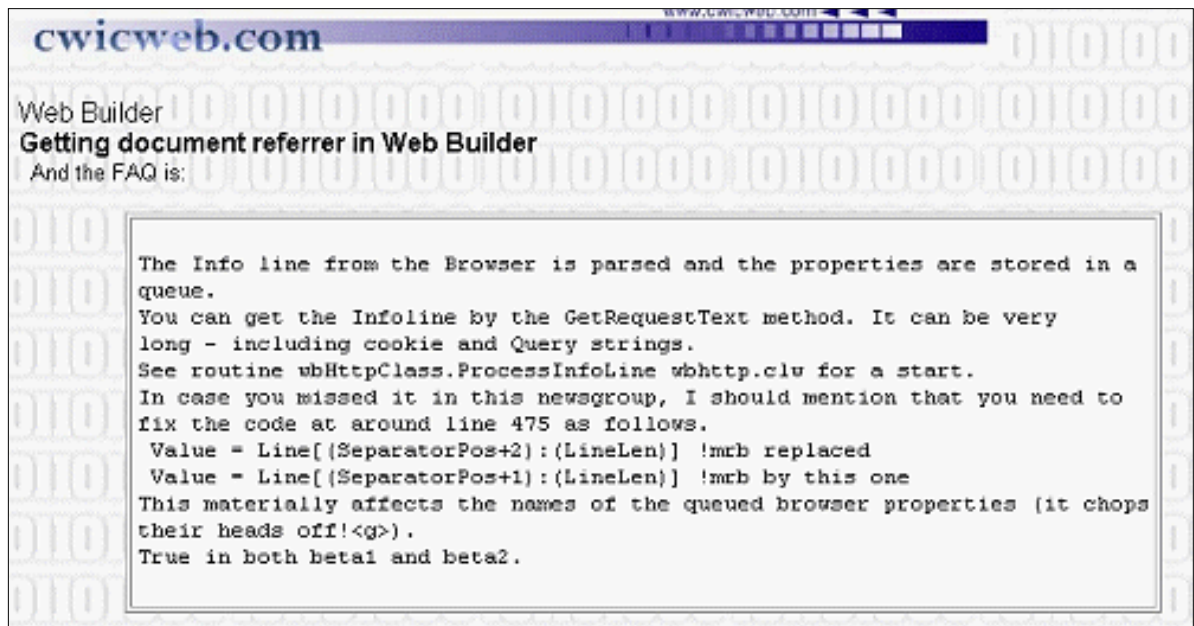 www.cwicweb.com
cwicweb.com
Web Builder
Getting document referrer in Web Builder
And the FAQ is:
The Info line from the Browser is parsed and the properties are stored in a
queue.
You can get the Infoline by the GetRequestText method. It can be very
long - including cookie and Query strings.
See routine wbHttpClass.ProcessInfoLine wbhttp.clw for a start.
In case you missed it in this newsgroup, I should mention that you need to
fix the code at around line 475 as follows.
Value = Line[(SeparatorPos+2):(LineLen)] !mrb replaced
Value = Line[(SeparatorPos+1):(LineLen)] !mrb by this one
This materially affects the names of the queued browser properties (it chops
their heads off!<g>).
True in both beta1 and beta2.